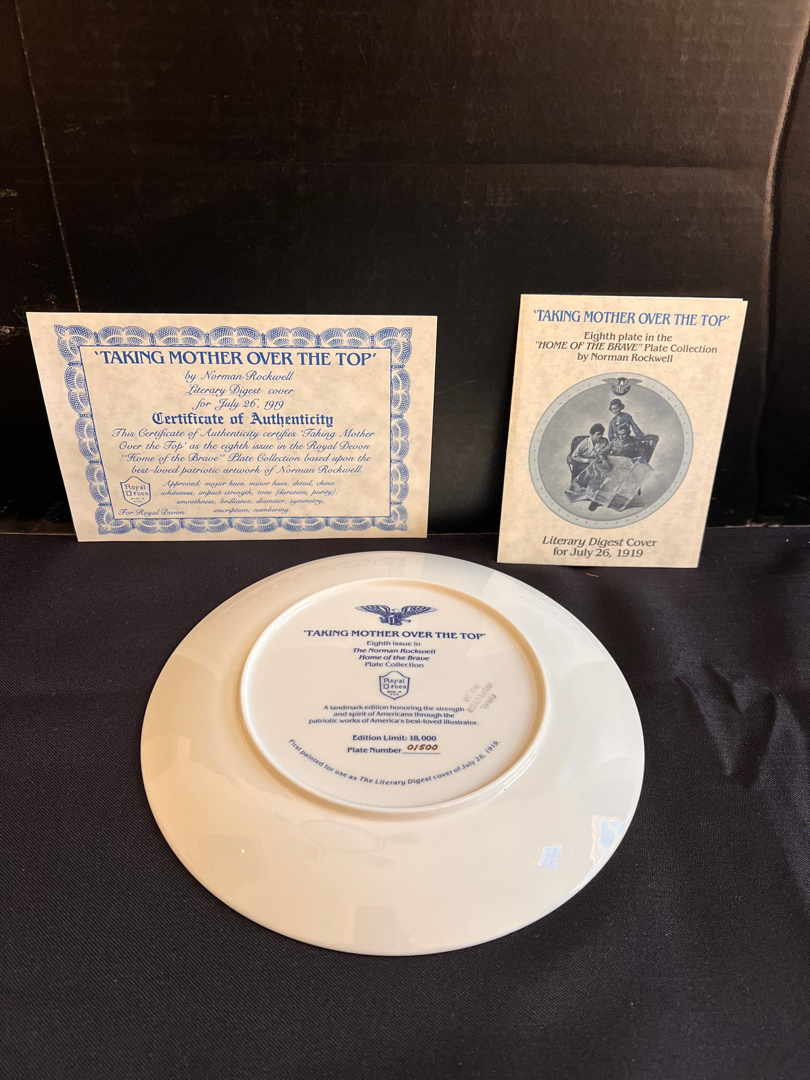 'TAKING MOTHER OVER THE TOP'
by Norman Rockwell
Literary Digest cover
for July 26, 1919
Certificate of Authenticity
This Certificate of Authenticity certifies 'Taking Mother
Over the Top' as the eighth issue in the Royal Devon
"Home of the Brave" Plate Collection based upon the
best-loved patriotic artwork of Norman Rockwell.
Royal
Devon
Approved: major hues, minor hues, detail, china
whiteness, impact strength, tone (duration, purity),
smoothness, brilliance, diameter, symmetry,
For Royal Devon
inscription, numbering.
'TAKING MOTHER OVER THE TOP'
Eighth plate in the
"HOME OF THE BRAVE" Plate Collection
by Norman Rockwell
Literary Digest Cover
for July 26, 1919
'TAKING MOTHER OVER THE TOP'
Eighth issue in
The Norman Rockwell
Home of the Brave
Plate Collection
Royal
Devon
A landmark edition honoring the strength
and spirit of Americans through the
patriotic works of America's best-loved illustrator.
Edition Limit: 18,000
Plate Number 01500
First painted for use as The Literary Digest cover of July 26, 1919.
FINAL
INSPECTION